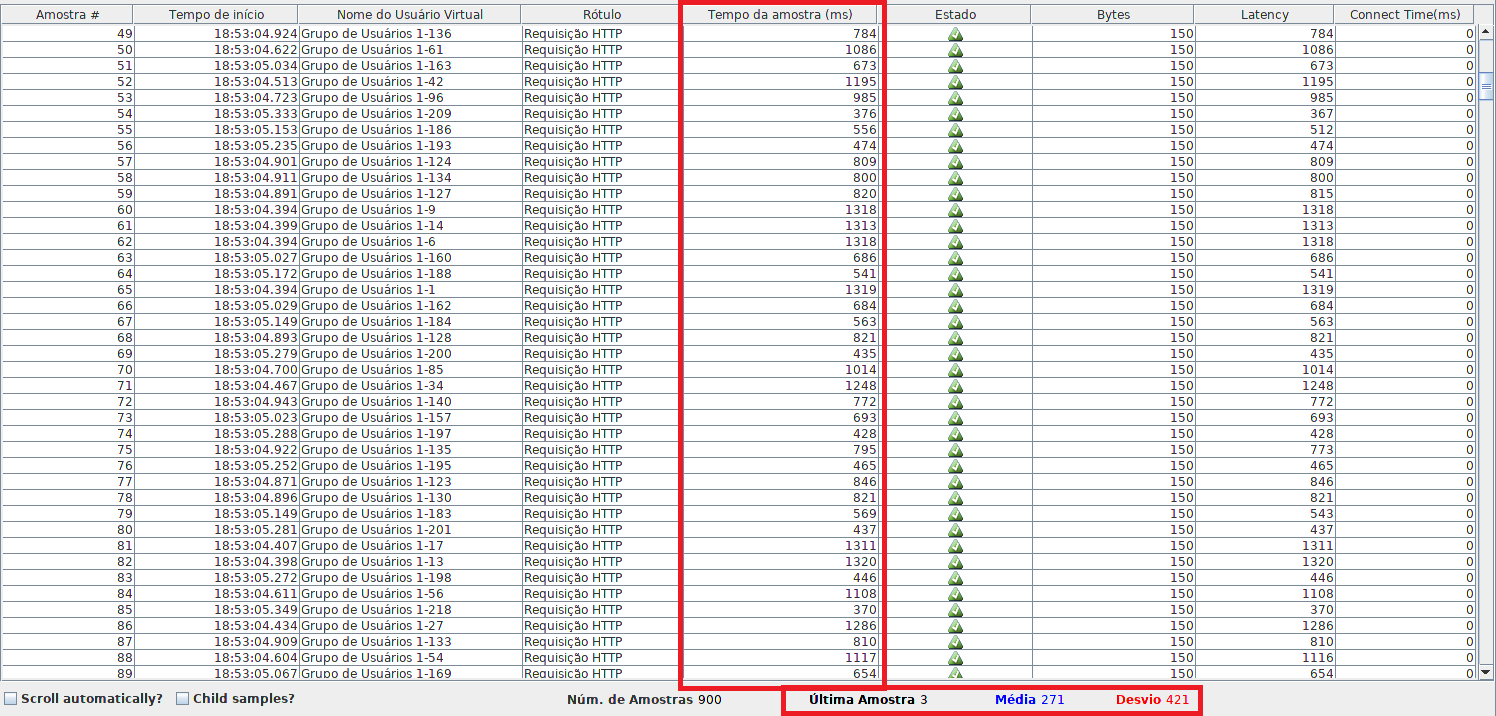 Amostra # Tempo de início Nome do Usuário Virtual Rótulo Tempo da amostra (ms) Estado Bytes Latency Connect Time(ms)
49 18:53:04.924 Grupo de Usuários 1-136 Requisição HTTP 784 150 784 0
50 18:53:04.622 Grupo de Usuários 1-61 Requisição HTTP 1086 150 1086 0
51 18:53:05.034 Grupo de Usuários 1-163 Requisição HTTP 673 150 673 0
52 18:53:04.513 Grupo de Usuários 1-42 Requisição HTTP 1195 150 1195 0
53 18:53:04.723 Grupo de Usuários 1-96 Requisição HTTP 985 150 985 0
54 18:53:05.333 Grupo de Usuários 1-209 Requisição HTTP 376 150 367 0
55 18:53:05.153 Grupo de Usuários 1-186 Requisição HTTP 556 150 512 0
56 18:53:05.235 Grupo de Usuários 1-193 Requisição HTTP 474 150 474 0
57 18:53:04.901 Grupo de Usuários 1-124 Requisição HTTP 809 150 809 0
58 18:53:04.911 Grupo de Usuários 1-134 Requisição HTTP 800 150 800 0
59 18:53:04.891 Grupo de Usuários 1-127 Requisição HTTP 820 150 815 0
60 18:53:04.394 Grupo de Usuários 1-9 Requisição HTTP 1318 150 1318 0
61 18:53:04.399 Grupo de Usuários 1-14 Requisição HTTP 1313 150 1313 0
62 18:53:04.394 Grupo de Usuários 1-6 Requisição HTTP 1318 150 1318 0
63 18:53:05.027 Grupo de Usuários 1-160 Requisição HTTP 686 150 686 0
64 18:53:05.172 Grupo de Usuários 1-188 Requisição HTTP 541 150 541 0
65 18:53:04.394 Grupo de Usuários 1-1 Requisição HTTP 1319 150 1319 0
66 18:53:05.029 Grupo de Usuários 1-162 Requisição HTTP 684 150 684 0
67 18:53:05.149 Grupo de Usuários 1-184 Requisição HTTP 563 150 563 0
68 18:53:04.893 Grupo de Usuários 1-128 Requisição HTTP 821 150 821 0
69 18:53:05.279 Grupo de Usuários 1-200 Requisição HTTP 435 150 435 0
70 18:53:04.700 Grupo de Usuários 1-85 Requisição HTTP 1014 150 1014 0
71 18:53:04.467 Grupo de Usuários 1-34 Requisição HTTP 1248 150 1248 0
72 18:53:04.943 Grupo de Usuários 1-140 Requisição HTTP 772 150 772 0
73 18:53:05.023 Grupo de Usuários 1-157 Requisição HTTP 693 150 693 0
74 18:53:05.288 Grupo de Usuários 1-197 Requisição HTTP 428 150 428 0
75 18:53:04.922 Grupo de Usuários 1-135 Requisição HTTP 795 150 773 0
76 18:53:05.252 Grupo de Usuários 1-195 Requisição HTTP 465 150 465 0
77 18:53:04.871 Grupo de Usuários 1-123 Requisição HTTP 846 150 846 0
78 18:53:04.896 Grupo de Usuários 1-130 Requisição HTTP 821 150 821 0
79 18:53:05.149 Grupo de Usuários 1-183 Requisição HTTP 569 150 543 0
80 18:53:05.281 Grupo de Usuários 1-201 Requisição HTTP 437 150 437 0
81 18:53:04.407 Grupo de Usuários 1-17 Requisição HTTP 1311 150 1311 0
82 18:53:04.398 Grupo de Usuários 1-13 Requisição HTTP 1320 150 1320 0
83 18:53:05.272 Grupo de Usuários 1-198 Requisição HTTP 446 150 446 0
84 18:53:04.611 Grupo de Usuários 1-56 Requisição HTTP 1108 150 1108 0
85 18:53:05.349 Grupo de Usuários 1-218 Requisição HTTP 370 150 370 0
86 18:53:04.434 Grupo de Usuários 1-27 Requisição HTTP 1286 150 1286 0
87 18:53:04.909 Grupo de Usuários 1-133 Requisição HTTP 810 150 810 0
88 18:53:04.604 Grupo de Usuários 1-54 Requisição HTTP 1117 150 1116 0
89 18:53:05.067 Grupo de Usuários 1-169 Requisição HTTP 654 150 654 0
Scroll automatically? Child samples? Núm. de Amostras 900 Última Amostra 3 Média 271 Desvio 421